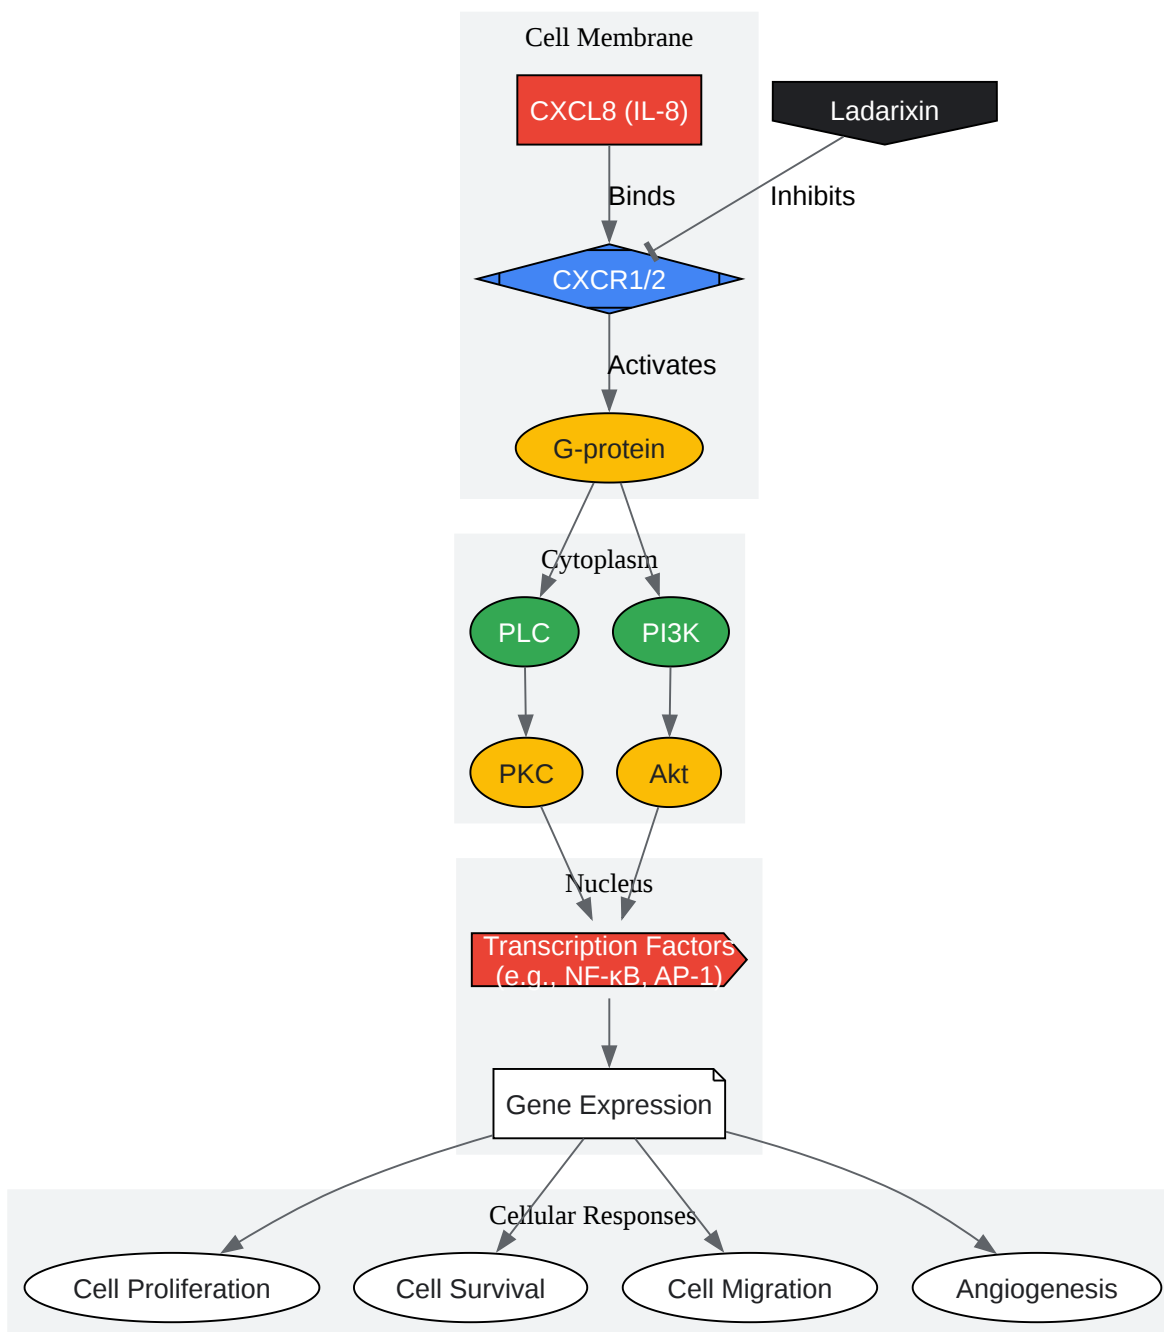 Cell Membrane
CXCL8 (IL-8)
Ladarixin
Binds
Inhibits
CXCR1/2
Activates
G-protein
Cytoplasm
PLC
PI3K
PKC
Akt
Nucleus
Transcription Factors
(e.g., NF-κB, AP-1)
Gene Expression
Cellular Responses
Cell Proliferation
Cell Survival
Cell Migration
Angiogenesis